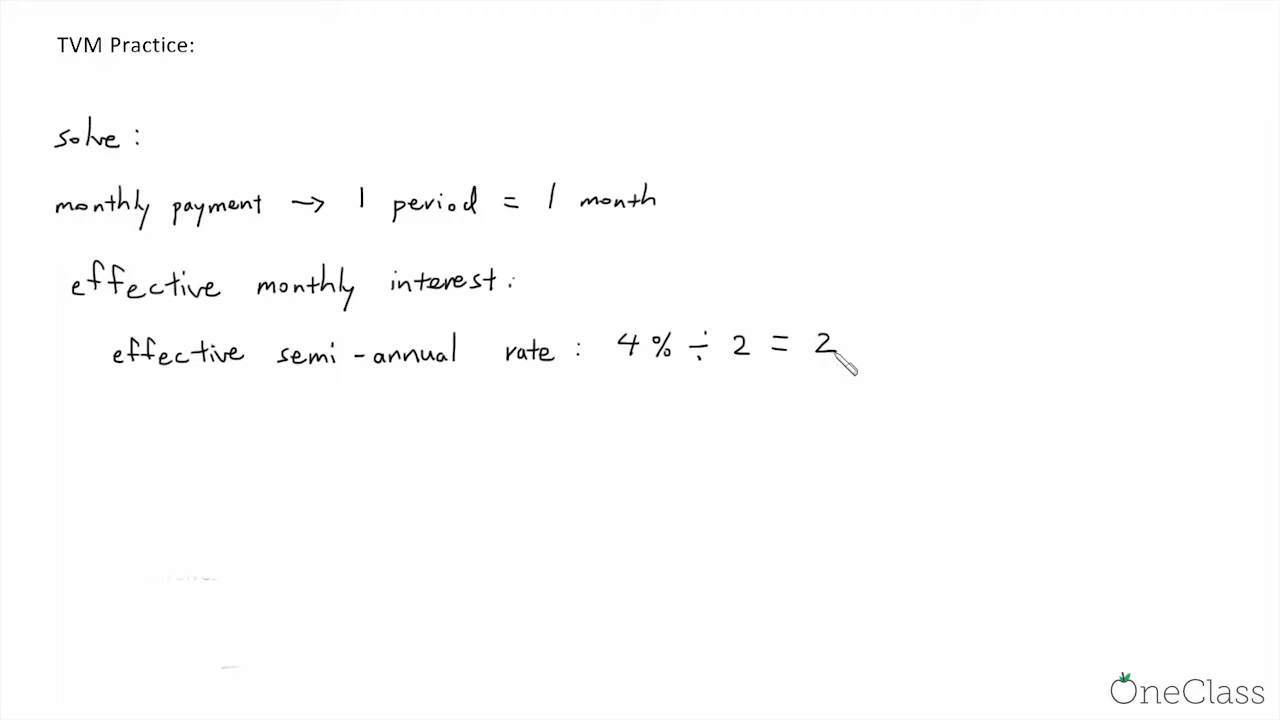 TVM Practice:
solve:
monthly payment → 1 period = 1 month
effective monthly interest:
effective semi-annual rate: 4% ÷ 2 = 2
OneClass